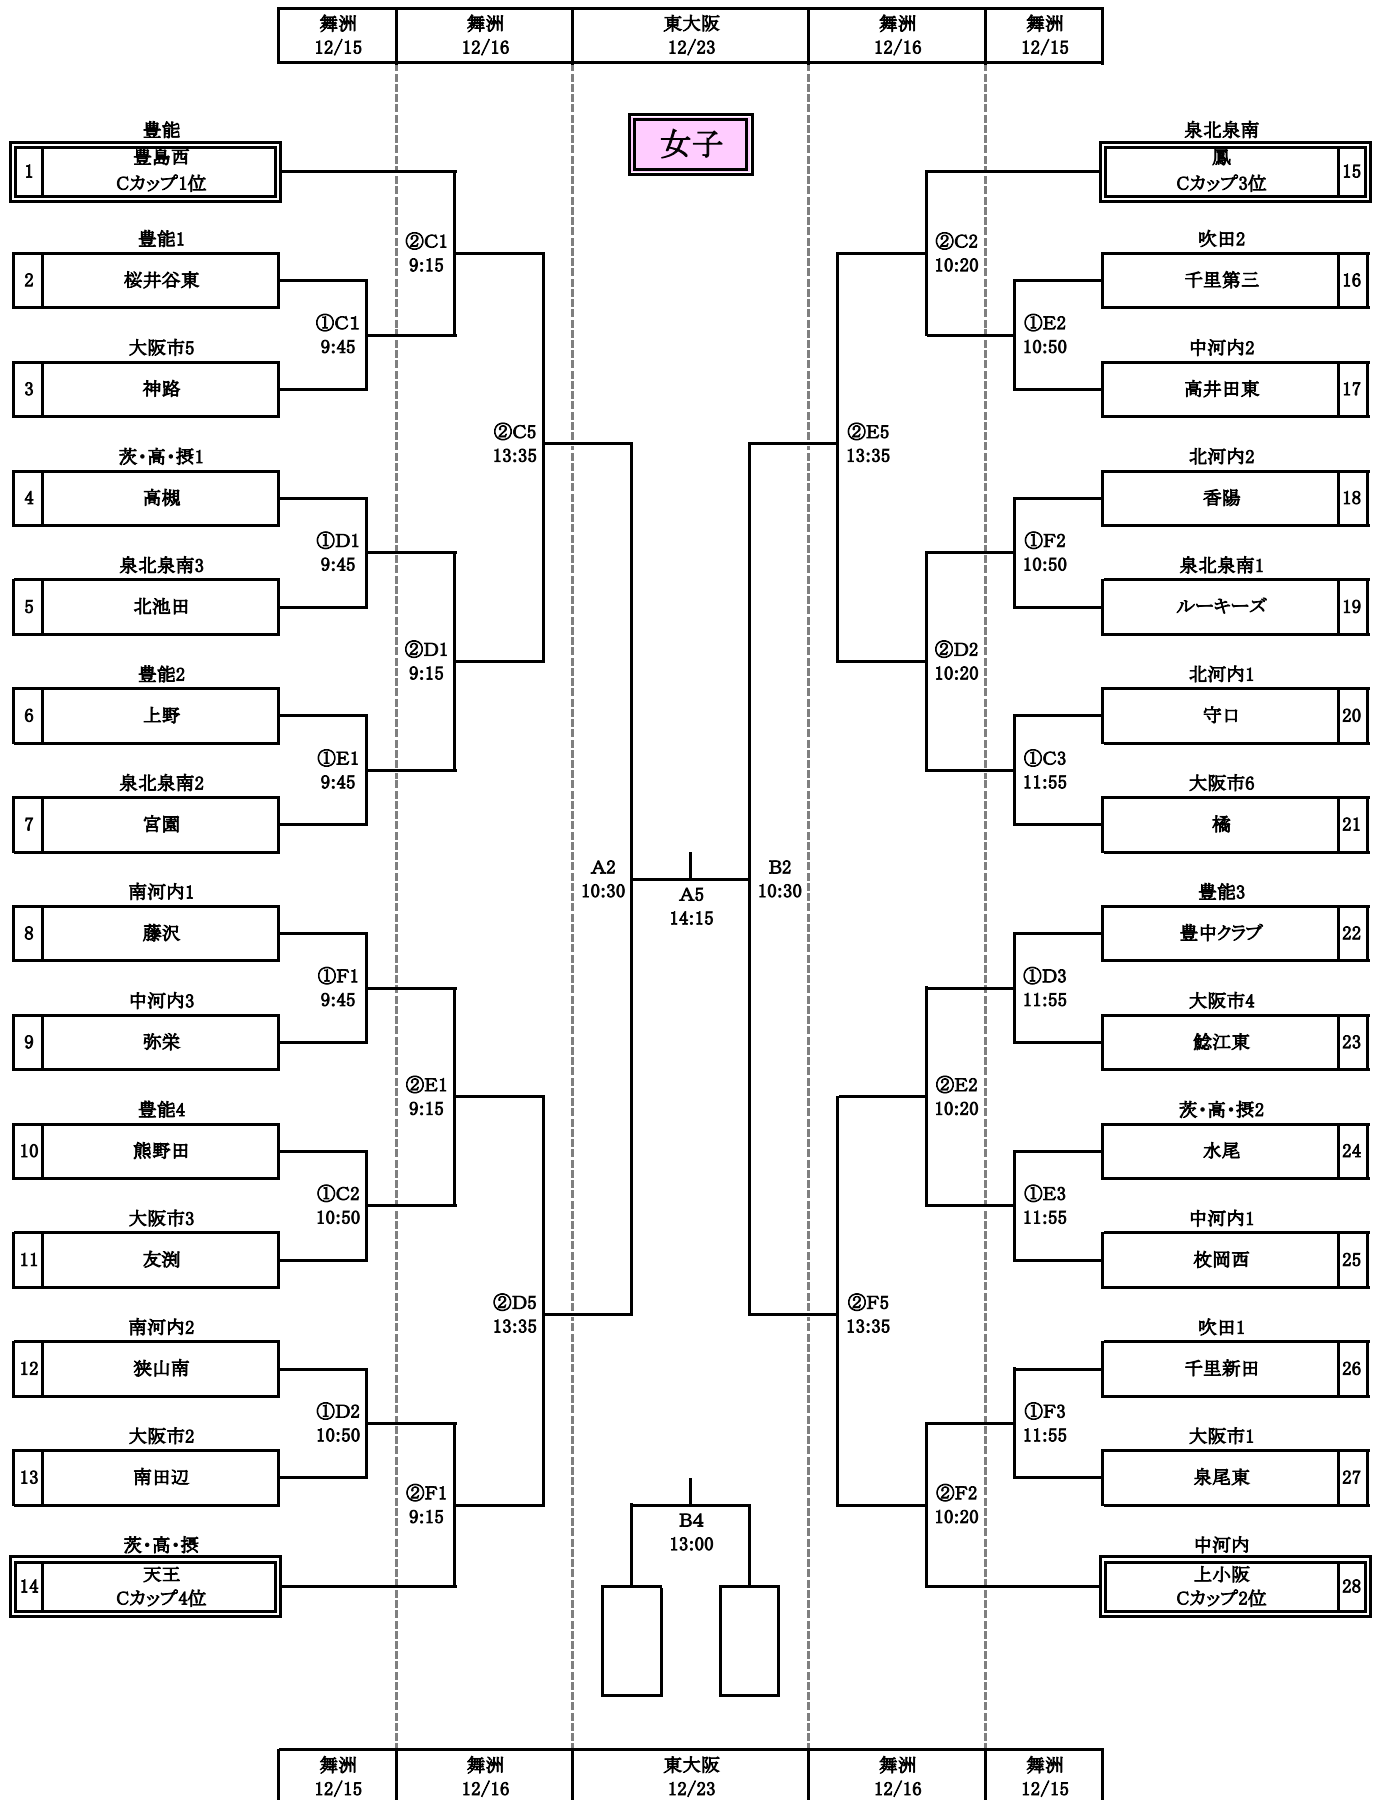 舞洲 舞洲 東大阪 舞洲 舞洲
12/15 12/16 12/23 12/16 12/15
女子
豊能
1 豊島西
Cカップ1位
豊能1
2 桜井谷東
大阪市5
3 神路
茨・高・摂1
4 高槻
泉北泉南3
5 北池田
豊能2
6 上野
泉北泉南2
7 宮園
南河内1
8 藤沢
中河内3
9 弥栄
豊能4
10 熊野田
大阪市3
11 友渕
南河内2
12 狭山南
大阪市2
13 南田辺
茨・高・摂
14 天王
Cカップ4位
①C1
9:45
①D1
9:45
①E1
9:45
①F1
9:45
①C2
10:50
①D2
10:50
②C1
9:15
②D1
9:15
②E1
9:15
②F1
9:15
②C5
13:35
②D5
13:35
A2
10:30
A5
14:15
B2
10:30
B4
13:00
②E5
13:35
②F5
13:35
②C2
10:20
②D2
10:20
②E2
10:20
②F2
10:20
①E2
10:50
①F2
10:50
①C3
11:55
①D3
11:55
①E3
11:55
①F3
11:55
泉北泉南
鳳 15
Cカップ3位
吹田2
千里第三 16
中河内2
高井田東 17
北河内2
香陽 18
泉北泉南1
ルーキーズ 19
北河内1
守口 20
大阪市6
橘 21
豊能3
豊中クラブ 22
大阪市4
鯰江東 23
茨・高・摂2
水尾 24
中河内1
枚岡西 25
吹田1
千里新田 26
大阪市1
泉尾東 27
中河内
上小阪 28
Cカップ2位
舞洲 舞洲 東大阪 舞洲 舞洲
12/15 12/16 12/23 12/16 12/15